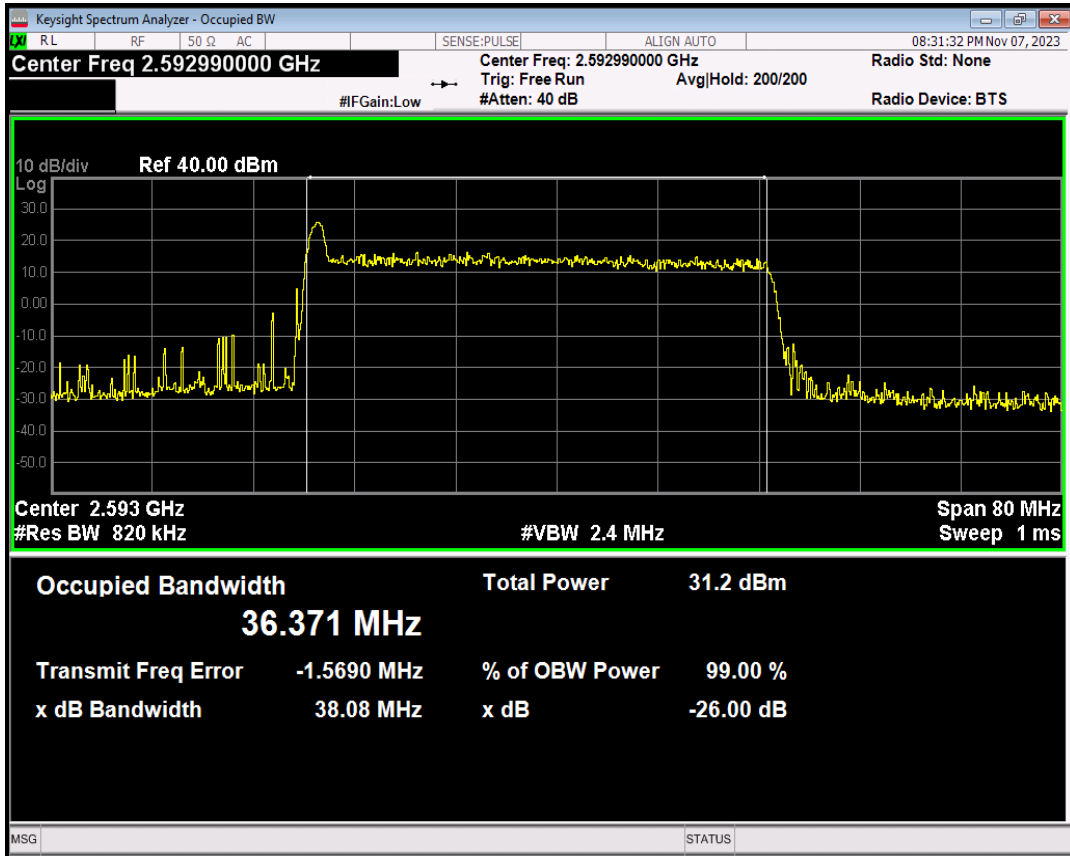 Keysight Spectrum Analyzer - Occupied BW
LXI RL RF 50 Ω AC SENSE:PULSE ALIGN AUTO 08:31:32 PM Nov 07, 2023
Center Freq 2.592990000 GHz
Center Freq: 2.592990000 GHz
Radio Std: None
Trig: Free Run Avg|Hold: 200/200
#IFGain:Low #Atten: 40 dB Radio Device: BTS
10 dB/div Ref 40.00 dBm
Log
30.0
20.0
10.0
0.00
-10.0
-20.0
-30.0
-40.0
-50.0
Center 2.593 GHz Span 80 MHz
#Res BW 820 kHz #VBW 2.4 MHz Sweep 1 ms
Occupied Bandwidth Total Power 31.2 dBm
36.371 MHz
Transmit Freq Error -1.5690 MHz % of OBW Power 99.00 %
x dB Bandwidth 38.08 MHz x dB -26.00 dB
MSG STATUS